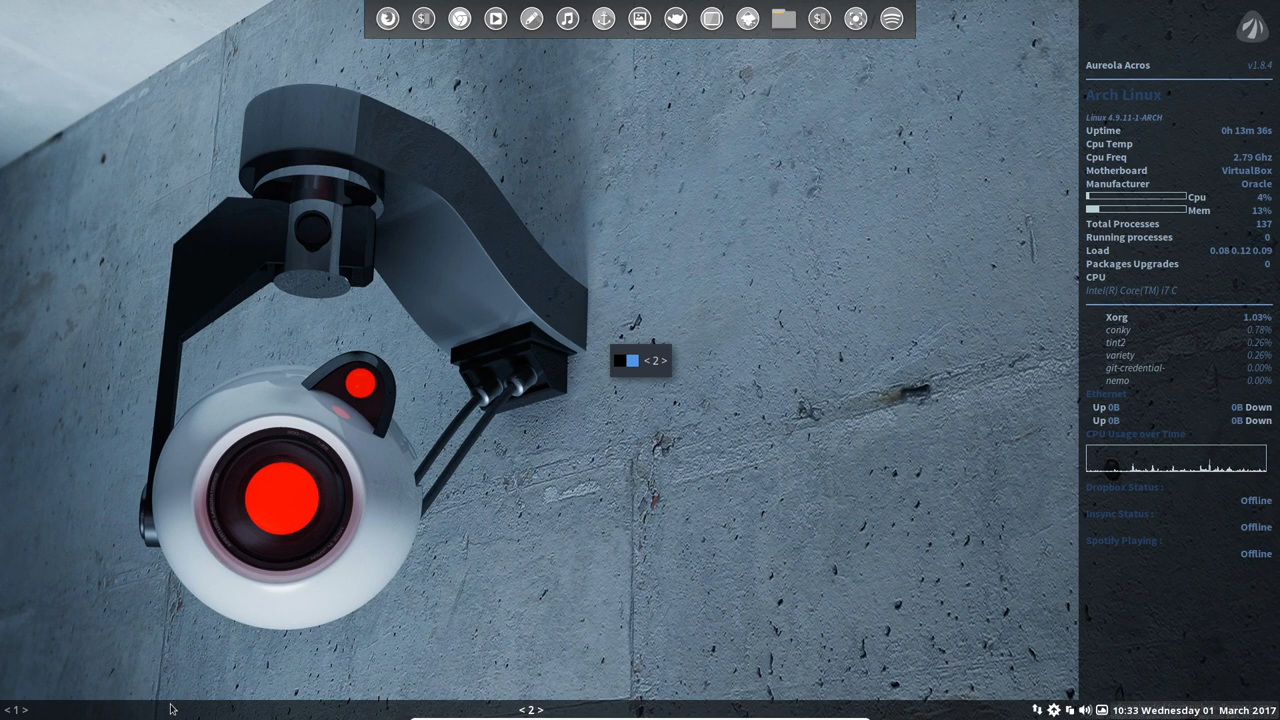 Aureola Acros v1.8.4
Arch Linux
Linux 4.9.11-1-ARCH
Uptime 0h 13m 36s
Cpu Temp
Cpu Freq 2.79 Ghz
Motherboard VirtualBox
Manufacturer Oracle
Cpu 4%
Mem 13%
Total Processes 137
Running processes 0
Load 0.08 0.12 0.09
Packages Upgrades 0
CPU
Intel(R) Core(TM) i7 C
Xorg 1.03%
conky 0.78%
tint2 0.26%
variety 0.26%
git-credential- 0.00%
nemo 0.00%
Ethernet
Up 0B 0B Down
Up 0B 0B Down
CPU Usage over Time
Dropbox Status :
Offline
Insync Status :
Offline
Spotify Playing :
Offline
< 2 >
< 1 > < 2 > 10:33 Wednesday 01 March 2017